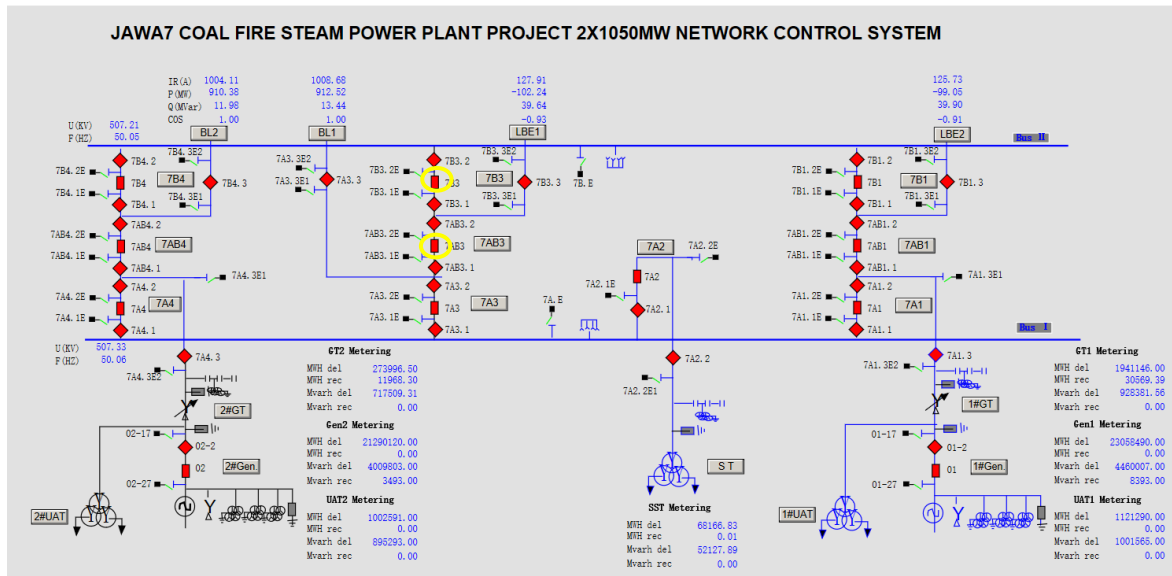 JAWA7 COAL FIRE STEAM POWER PLANT PROJECT 2X1050MW NETWORK CONTROL SYSTEM
IR(A) 1004.11 1008.68 127.91 125.73
P(MW) 910.38 912.52 -102.24 -99.05
Q(MVar) 11.98 13.44 39.64 39.90
COS 1.00 1.00 -0.93 -0.91
U(KV) 507.21
F(HZ) 50.05
BL2 BL1 LBE1 LBE2
Bus II
7B4.2 7B4.3E2 7A3.3E2 7B3.2 7B3.3E2 7B1.2 7B1.3E2
7B4.2E 7B3.2E 7B1.2E
7B4 7B4 7B4.3 7A3.3E1 7A3.3 7B3 7B3 7B3.3 7B.E 7B1 7B1 7B1.3
7B4.1E 7B4.3E1 7B3.1E 7B3.3E1 7B1.1E 7B1.3E1
7B4.1 7B3.1 7B1.1
7AB4.2 7AB3.2 7AB1.2
7AB4.2E 7AB3.2E 7AB1.2E
7AB4 7AB4 7AB3 7AB3 7A2 7A2.2E 7AB1 7AB1
7AB4.1E 7AB3.1E 7AB1.1E
7AB4.1 7AB3.1 7AB1.1
7A4.3E1 7A2 7A1.3E1
7A4.2 7A3.2 7A2.1E 7A1.2
7A4.2E 7A3.2E 7A1.2E
7A4 7A4 7A3 7A3 7A.E 7A2.1 7A1 7A1
7A4.1E 7A3.1E 7A1.1E
7A4.1 7A3.1 7A1.1
Bus I
U(KV) 507.33
F(HZ) 50.06
7A4.3 7A2.2 7A1.3
7A4.3E2 7A2.2E1 7A1.3E2
GT2 Metering
MWH del 273996.50
MWH rec 11968.30
Mvarh del 717509.31
Mvarh rec 0.00
GT1 Metering
MWH del 1941146.00
MWH rec 30569.39
Mvarh del 928381.56
Mvarh rec 0.00
2#GT 1#GT
02-17 01-17
02-2 01-2
02 2#Gen. 01 1#Gen.
02-27 01-27
2#UAT 1#UAT
S T
Gen2 Metering
MWH del 21290120.00
MWH rec 0.00
Mvarh del 4009803.00
Mvarh rec 3493.00
Gen1 Metering
MWH del 23058490.00
MWH rec 0.00
Mvarh del 4460007.00
Mvarh rec 8393.00
UAT2 Metering
MWH del 1002591.00
MWH rec 0.00
Mvarh del 895293.00
Mvarh rec 0.00
SST Metering
MWH del 68166.83
MWH rec 0.01
Mvarh del 52127.89
Mvarh rec 0.00
UAT1 Metering
MWH del 1121290.00
MWH rec 0.00
Mvarh del 1001565.00
Mvarh rec 0.00